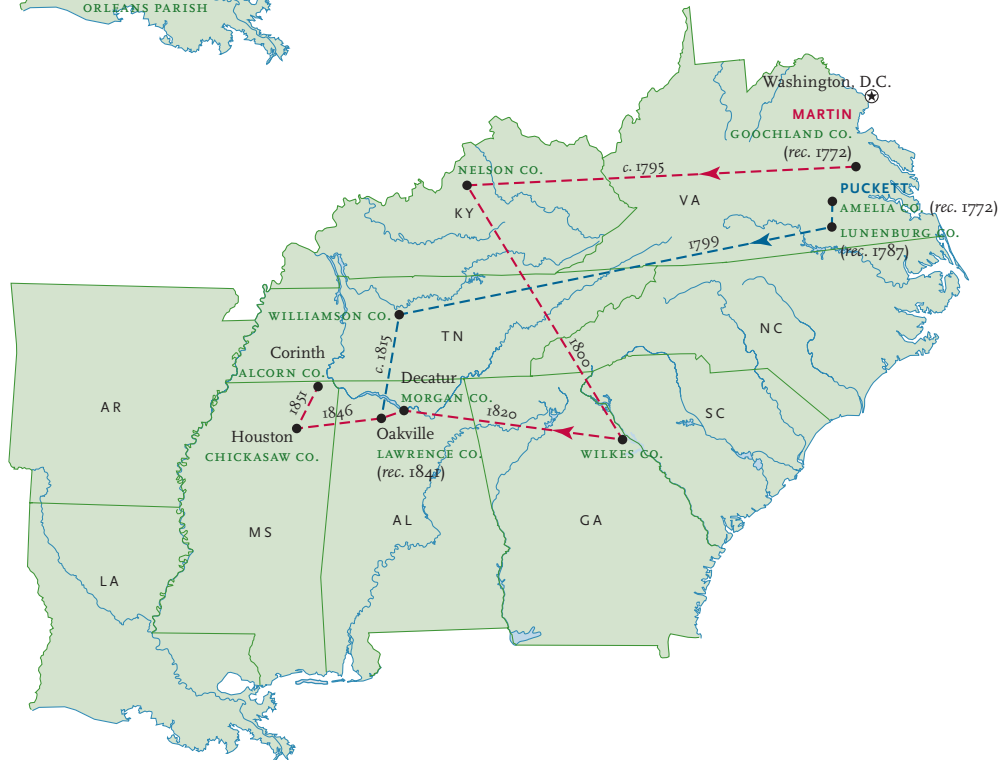 ORLEANS PARISH
Washington, D.C.
MARTIN
GOOCHLAND CO.
(rec. 1772)
NELSON CO.
c. 1795
KY
VA
PUCKETT
AMELIA CO. (rec. 1772)
LUNENBURG CO.
(rec. 1787)
1799
WILLIAMSON CO.
TN
NC
c. 1815
1800
Corinth
ALCORN CO.
Decatur
MORGAN CO.
AR
1851
1846
1820
SC
Houston
CHICKASAW CO.
Oakville
LAWRENCE CO.
(rec. 1841)
WILKES CO.
MS
AL
GA
LA